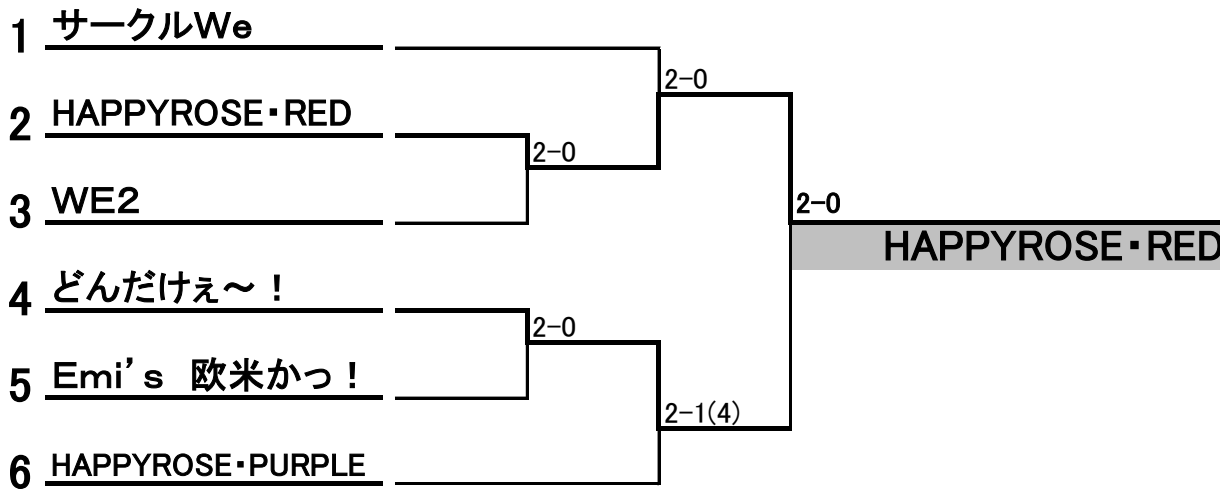 1 サークルWe
2-0
HAPPYROSE・RED
2
2-0
3 WE2
2-0
HAPPYROSE・RED
4 どんだけぇ～！
2-0
5 Emi's 欧米かっ！
2-1(4)
6 HAPPYROSE・PURPLE